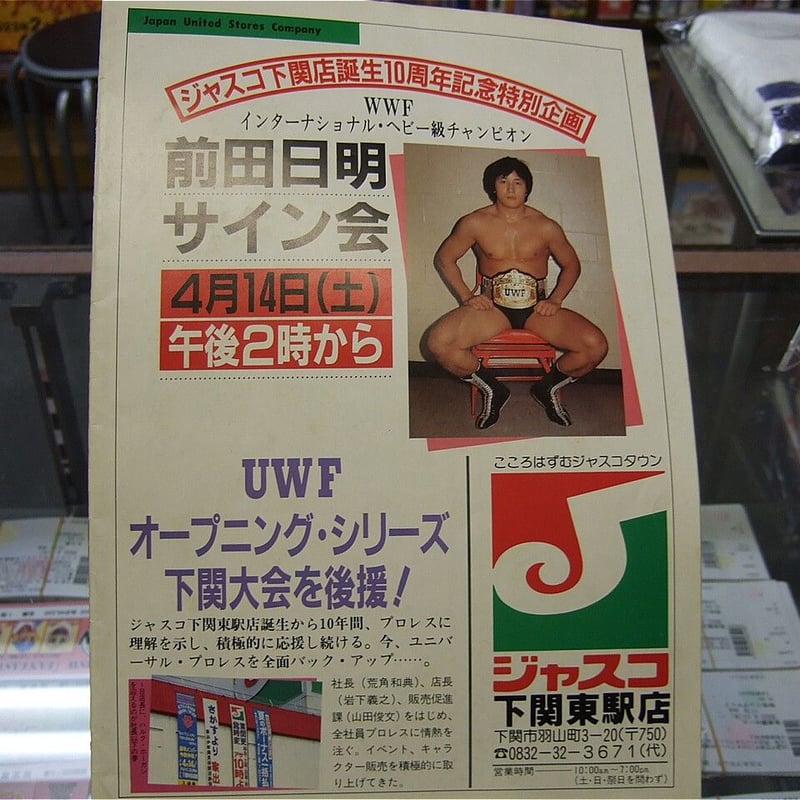 Japan United Stores Company
ジャスコ下関店誕生10周年記念特別企画
WWF
インターナショナル・ヘビー級チャンピオン
前田日明
サイン会
4月14日(土)
午後2時から
UWF
UWF
オープニング・シリーズ
下関大会を後援!
ジャスコ下関東駅店誕生から10年間、プロレスに
理解を示し、積極的に応援し続ける。今、ユニバ
ーサル・プロレスを全面バック・アップ……。
社長(荒角和典)、店長
(岩下義之)、販売促進
課(山田俊文)をはじめ、
全社員プロレスに情熱を
注ぐ。イベント、キャラ
クター販売を積極的に取
り上げてきた。
こころはずむジャスコタウン
ジャスコ
下関東駅店
下関市羽山町3-20(〒750)
☎0832-32-3671(代)
営業時間 10:00am~7:00pm
(土・日・祭日を問わず)